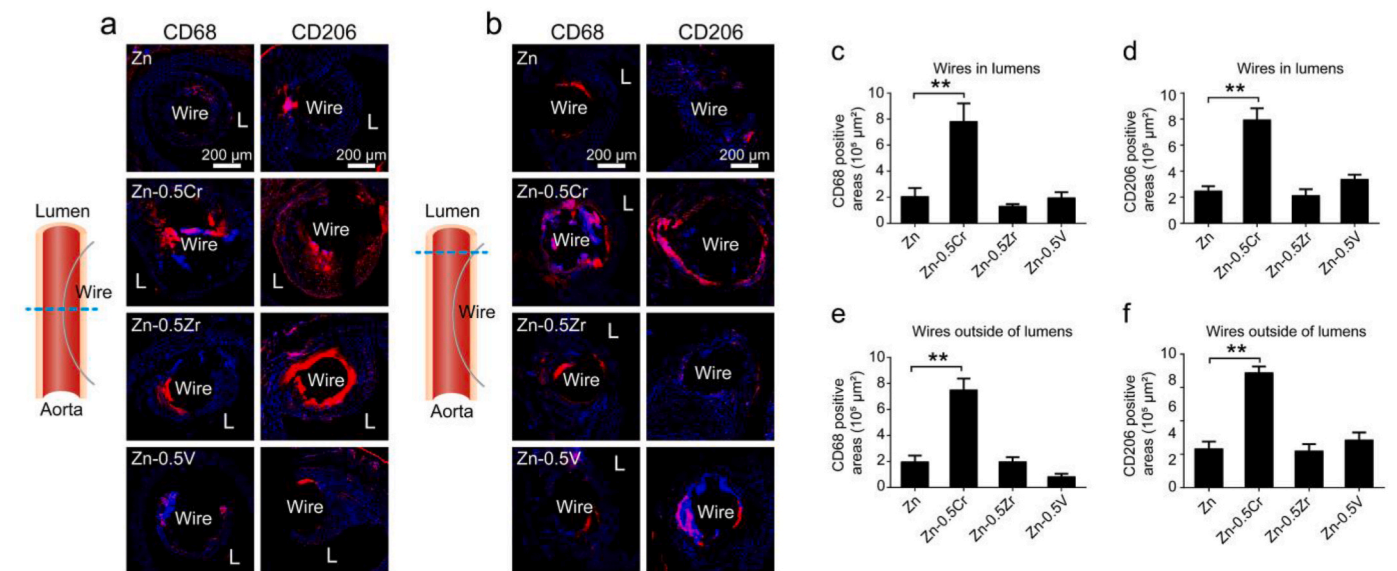 a
CD68
CD206
Zn
Wire
L
200 µm
Wire
L
200 µm
Zn-0.5Cr
Wire
L
Wire
L
Zn-0.5Zr
Wire
L
Wire
L
Zn-0.5V
Wire
L
Wire
L
Lumen
Wire
Aorta
b
CD68
CD206
Zn
L
Wire
200 µm
L
Wire
200 µm
Zn-0.5Cr
L
Wire
L
Wire
Zn-0.5Zr
L
Wire
L
Wire
Zn-0.5V
L
Wire
L
Wire
Lumen
Wire
Aorta
c
Wires in lumens
**
CD68 positive
areas (10⁵ µm²)
10
8
6
4
2
0
Zn
Zn-0.5Cr
Zn-0.5Zr
Zn-0.5V
d
Wires in lumens
**
CD206 positive
areas (10⁵ µm²)
10
8
6
4
2
0
Zn
Zn-0.5Cr
Zn-0.5Zr
Zn-0.5V
e
Wires outside of lumens
**
CD68 positive
areas (10⁵ µm²)
10
8
6
4
2
0
Zn
Zn-0.5Cr
Zn-0.5Zr
Zn-0.5V
f
Wires outside of lumens
**
CD206 positive
areas (10⁵ µm²)
10
8
6
4
2
0
Zn
Zn-0.5Cr
Zn-0.5Zr
Zn-0.5V